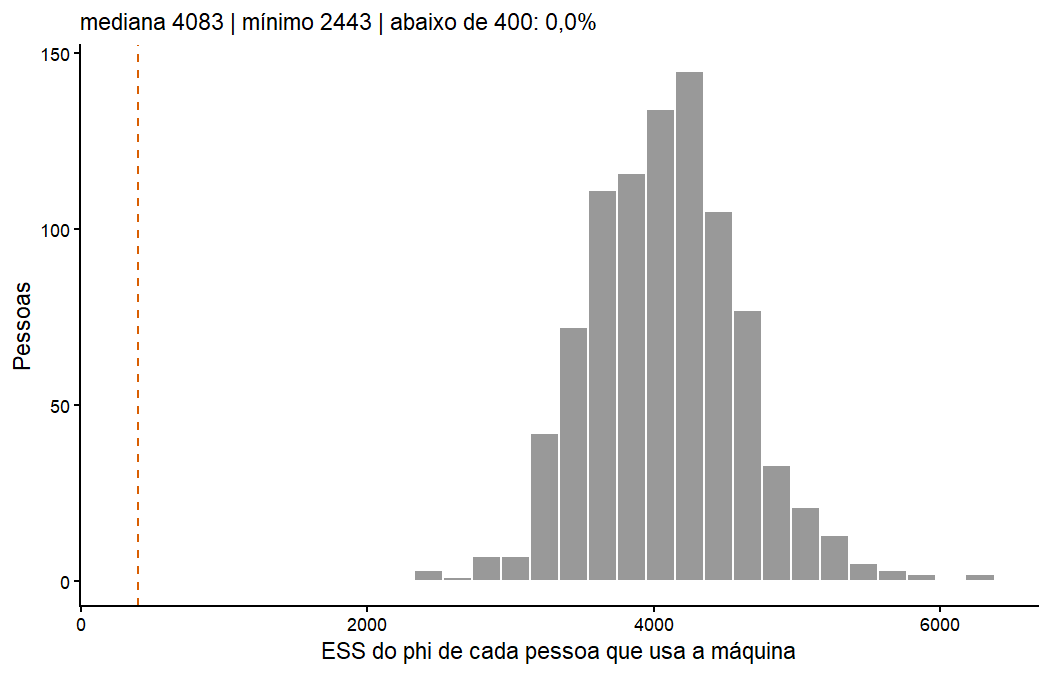 mediana 4083 | mínimo 2443 | abaixo de 400: 0,0%
150
100
50
0
Pessoas
0 2000 4000 6000
ESS do phi de cada pessoa que usa a máquina